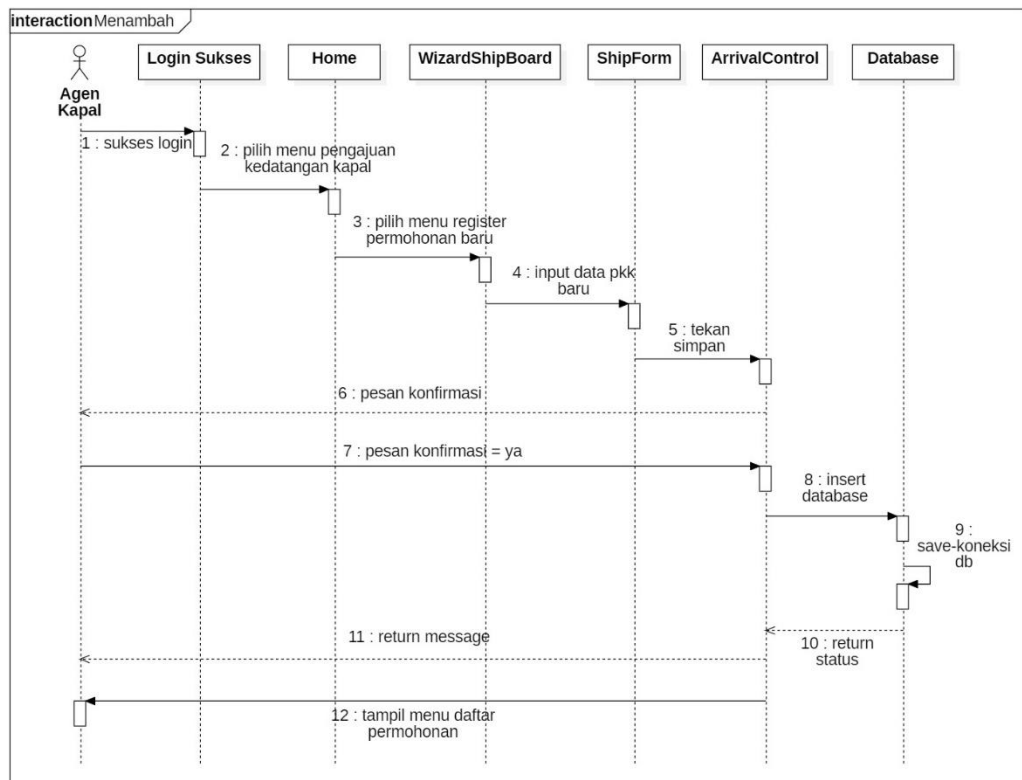 interaction Menambah
Login Sukses
Home
WizardShipBoard
ShipForm
ArrivalControl
Database
Agen
Kapal
1 : sukses login
2 : pilih menu pengajuan
kedatangan kapal
3 : pilih menu register
permohonan baru
4 : input data pkk
baru
5 : tekan
simpan
6 : pesan konfirmasi
7 : pesan konfirmasi = ya
8 : insert
database
9 :
save-koneksi
db
10 : return
status
11 : return message
12 : tampil menu daftar
permohonan